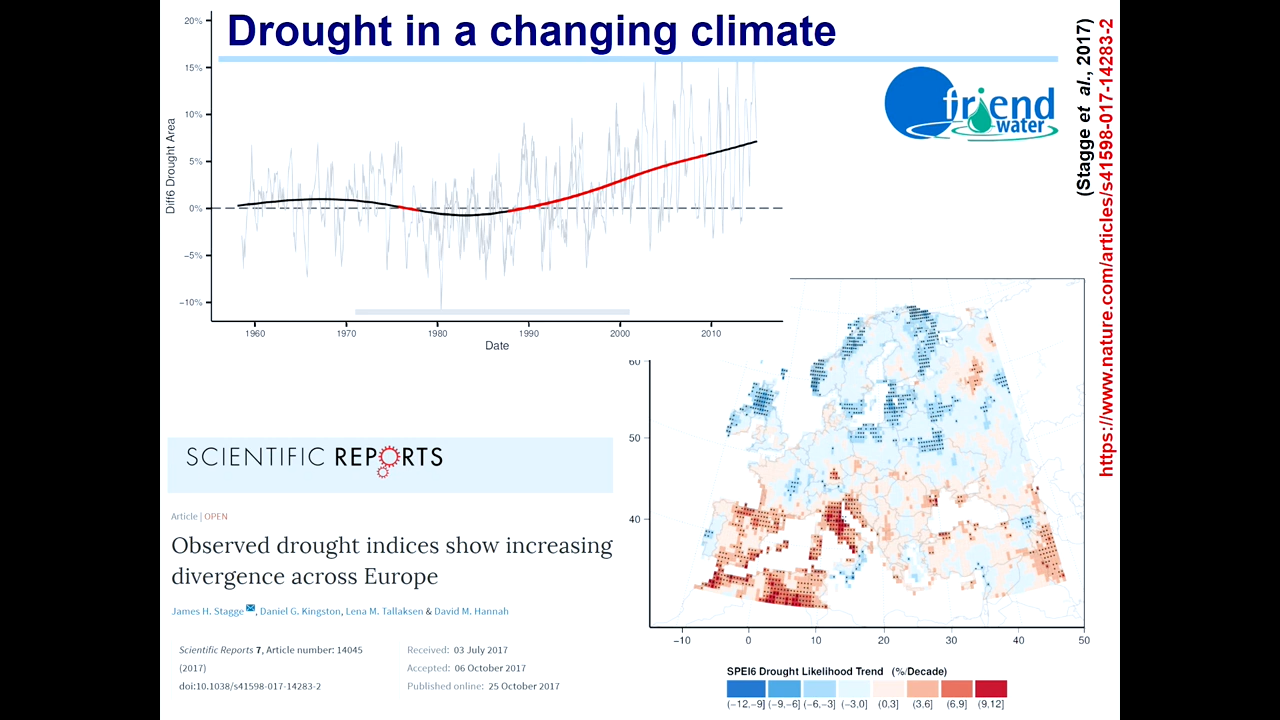 Drought in a changing climate
20%
15%
10%
5%
0%
−5%
−10%
Diff6 Drought Area
1960 1970 1980 1990 2000 2010
Date
friend
water
(Stagge et al., 2017)
https://www.nature.com/articles/s41598-017-14283-2
60
50
40
−10 0 10 20 30 40 50
SPEI6 Drought Likelihood Trend (%/Decade)
(−12,−9] (−9,−6] (−6,−3] (−3,0] (0,3] (3,6] (6,9] (9,12]
SCIENTIFIC REPORTS
Article | OPEN
Observed drought indices show increasing
divergence across Europe
James H. Stagge, Daniel G. Kingston, Lena M. Tallaksen & David M. Hannah
Scientific Reports 7, Article number: 14045
(2017)
doi:10.1038/s41598-017-14283-2
Received: 03 July 2017
Accepted: 06 October 2017
Published online: 25 October 2017